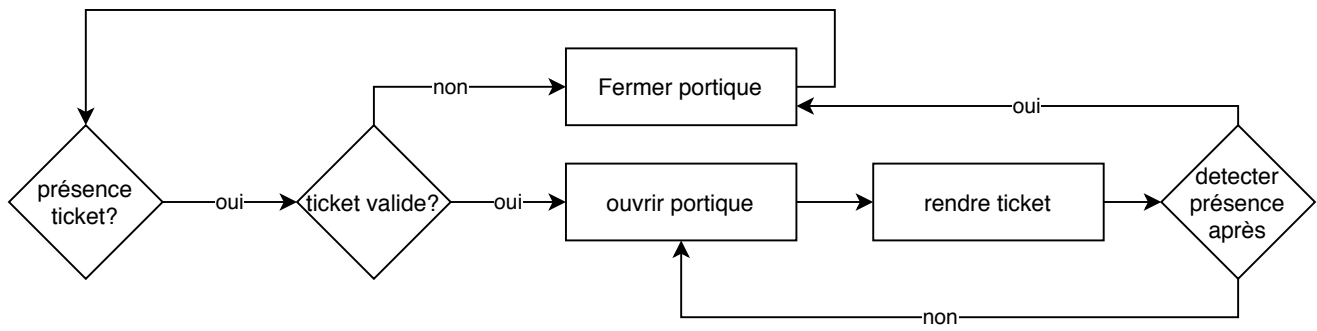 non
Fermer portique
oui
présence
ticket?
oui
ticket valide?
oui
ouvrir portique
rendre ticket
detecter
présence
après
non